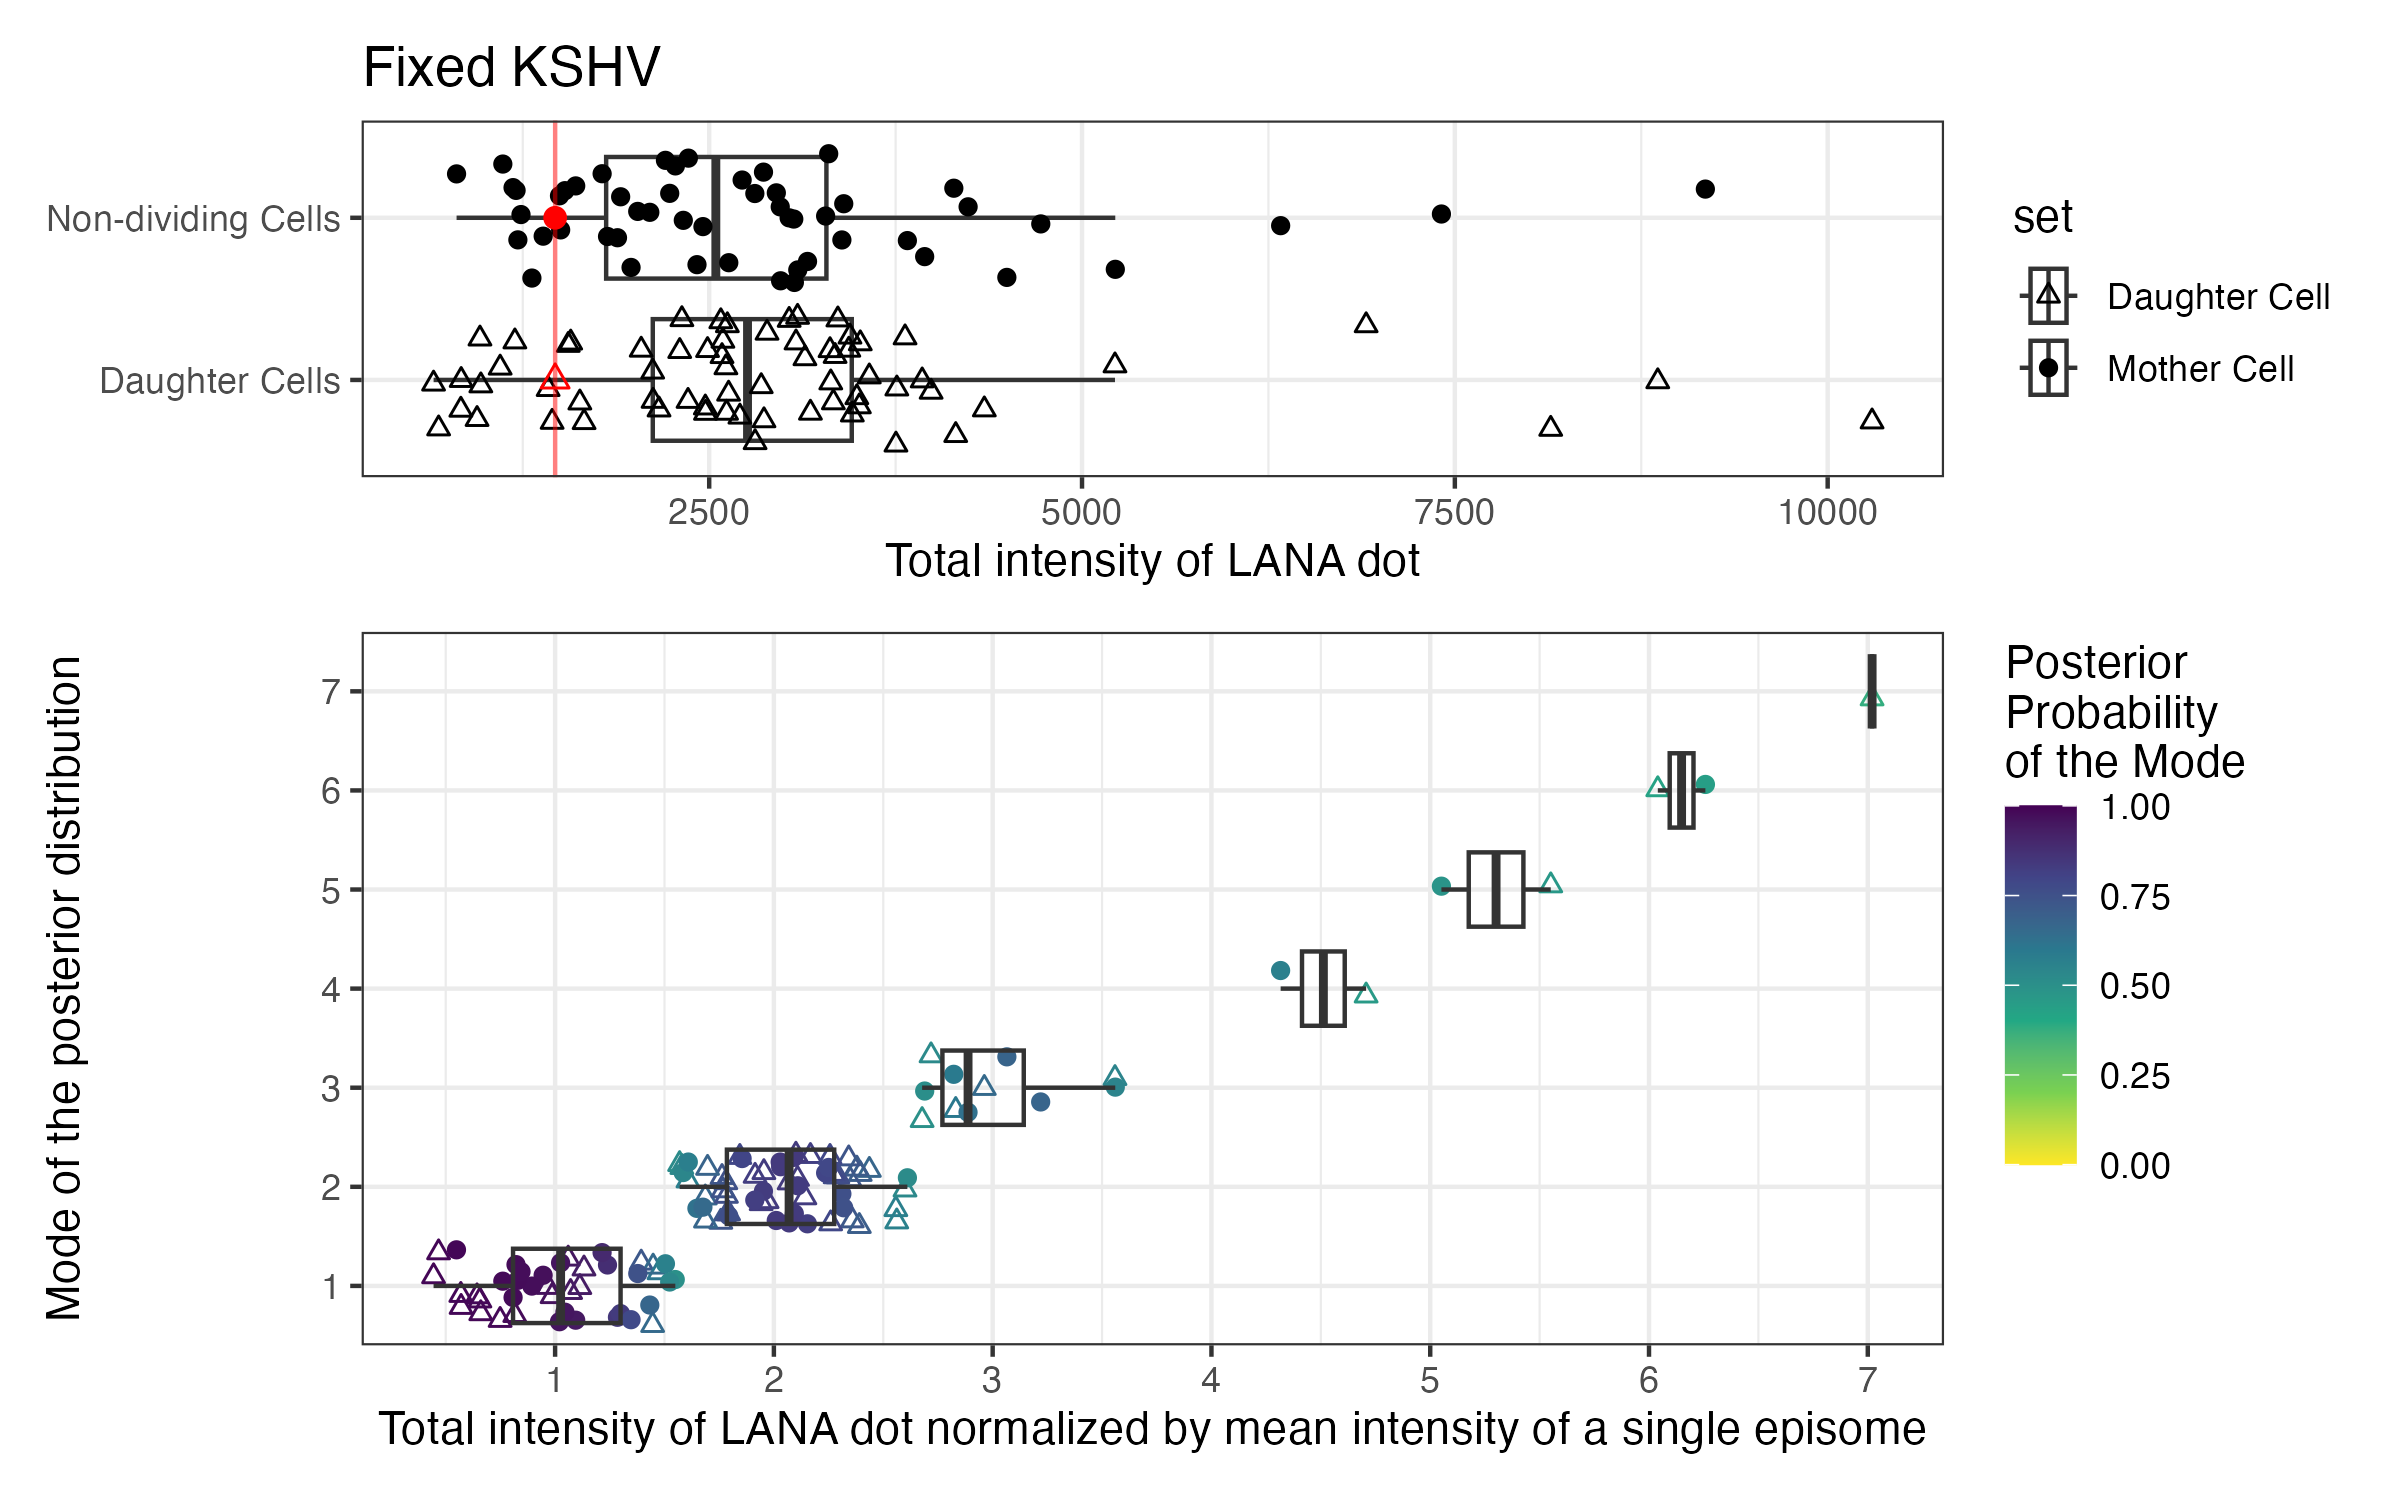 Fixed KSHV
Non-dividing Cells
Daughter Cells
2500 5000 7500 10000
Total intensity of LANA dot
set
Daughter Cell
Mother Cell
Mode of the posterior distribution
7
6
5
4
3
2
1
1 2 3 4 5 6 7
Total intensity of LANA dot normalized by mean intensity of a single episome
Posterior
Probability
of the Mode
1.00
0.75
0.50
0.25
0.00